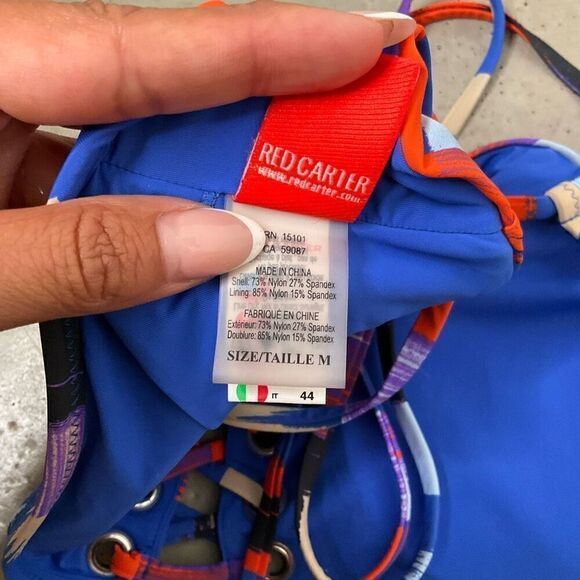 RED CARTER
www.redcarter.com
RN 15101
CA 59087
MADE IN CHINA
Shell: 73% Nylon 27% Spandex
Lining: 85% Nylon 15% Spandex
FABRIQUÉ EN CHINE
Extérieur: 73% Nylon 27% Spandex
Doublure: 85% Nylon 15% Spandex
SIZE/TAILLE M
IT 44